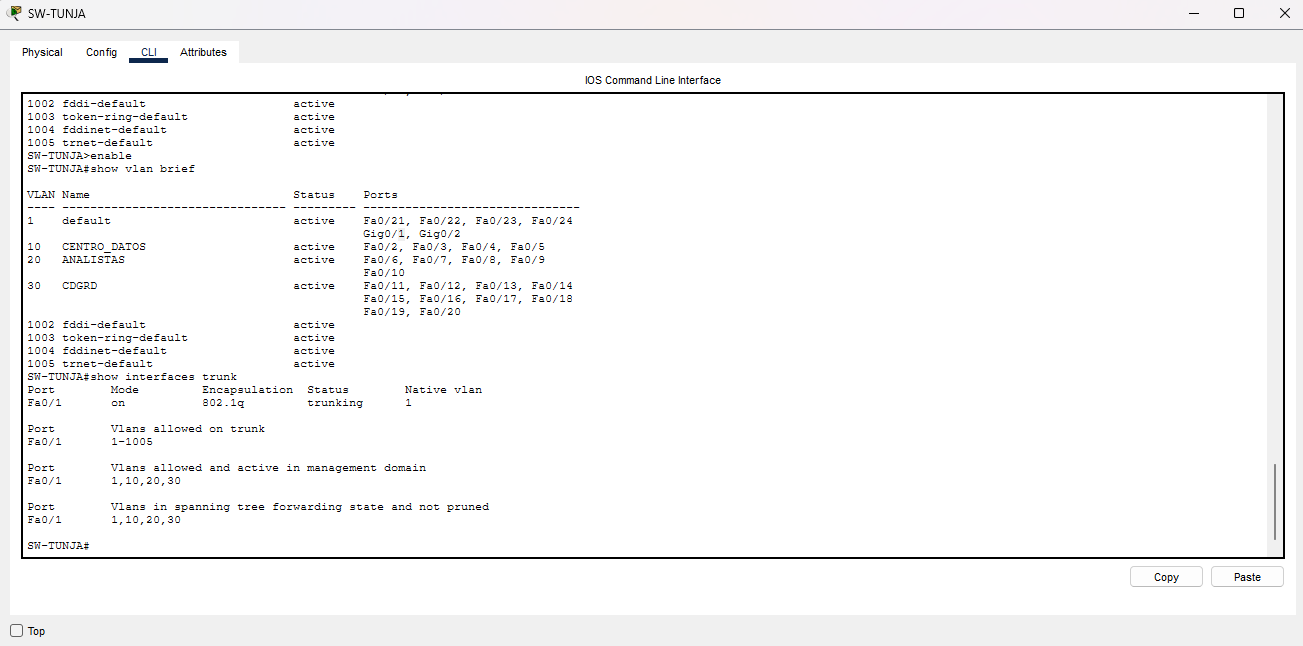 SW-TUNJA
Physical Config CLI Attributes
IOS Command Line Interface
1002 fddi-default                     active
1003 token-ring-default               active
1004 fddinet-default                  active
1005 trnet-default                    active
SW-TUNJA>enable
SW-TUNJA#show vlan brief

VLAN Name                             Status    Ports
---- -------------------------------- --------- -------------------------------
1    default                          active    Fa0/21, Fa0/22, Fa0/23, Fa0/24
                                                Gig0/1, Gig0/2
10   CENTRO_DATOS                     active    Fa0/2, Fa0/3, Fa0/4, Fa0/5
20   ANALISTAS                        active    Fa0/6, Fa0/7, Fa0/8, Fa0/9
                                                Fa0/10
30   CDGRD                            active    Fa0/11, Fa0/12, Fa0/13, Fa0/14
                                                Fa0/15, Fa0/16, Fa0/17, Fa0/18
                                                Fa0/19, Fa0/20
1002 fddi-default                     active
1003 token-ring-default               active
1004 fddinet-default                  active
1005 trnet-default                    active
SW-TUNJA#show interfaces trunk
Port        Mode         Encapsulation  Status        Native vlan
Fa0/1       on           802.1q         trunking      1

Port        Vlans allowed on trunk
Fa0/1       1-1005

Port        Vlans allowed and active in management domain
Fa0/1       1,10,20,30

Port        Vlans in spanning tree forwarding state and not pruned
Fa0/1       1,10,20,30

SW-TUNJA#
Copy Paste
Top